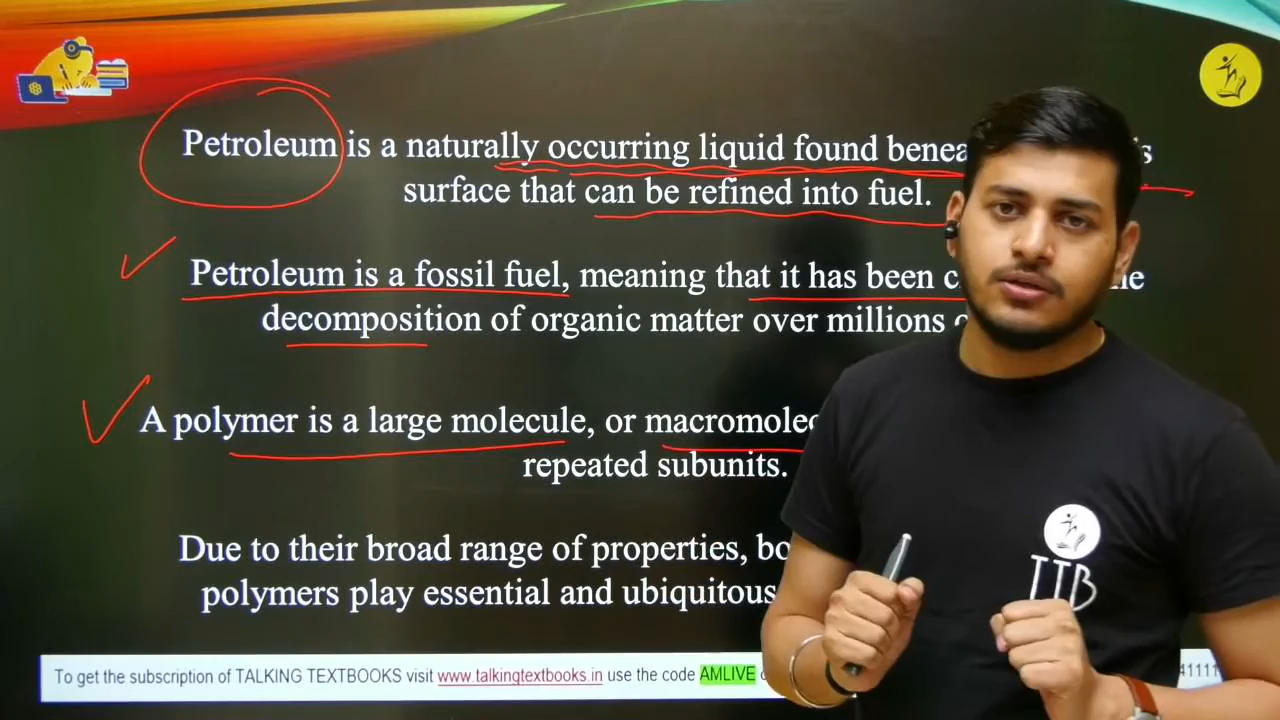 Petroleum is a naturally occurring liquid found
surface that can be refined into fuel.
Petroleum is a fossil fuel, meaning that it has been
decomposition of organic matter over millions
A polymer is a large molecule, or
repeated subunits.
Due to their broad range of properties,
polymers play essential and ubiquitous
To get the subscription of TALKING TEXTBOOKS visit www.talkingtextbooks.in use the code AMLIVE
TTB